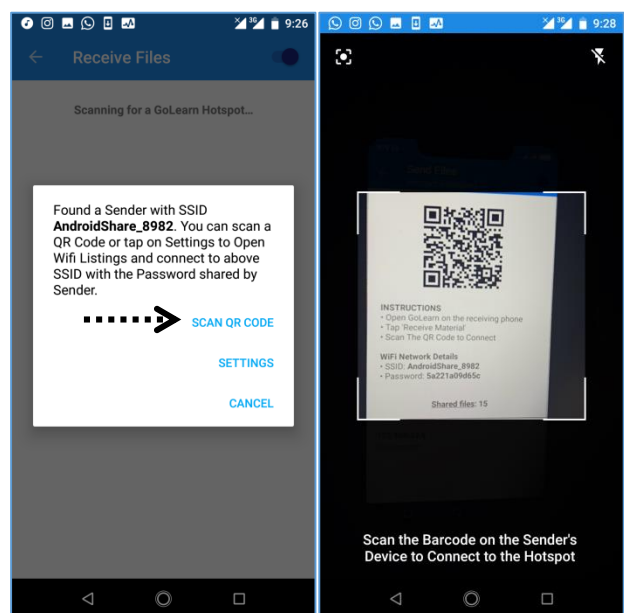 9:26
Receive Files
Scanning for a GoLearn Hotspot...
Found a Sender with SSID
AndroidShare_8982. You can scan a
QR Code or tap on Settings to Open
Wifi Listings and connect to above
SSID with the Password shared by
Sender.
SCAN QR CODE
SETTINGS
CANCEL
9:28
Send Files
INSTRUCTIONS
• Open GoLearn on the receiving phone
• Tap 'Receive Material'
• Scan The QR Code to Connect
WiFi Network Details
• SSID: AndroidShare_8982
• Password: 5a221a09d65c
Shared files: 15
Scan the Barcode on the Sender's
Device to Connect to the Hotspot